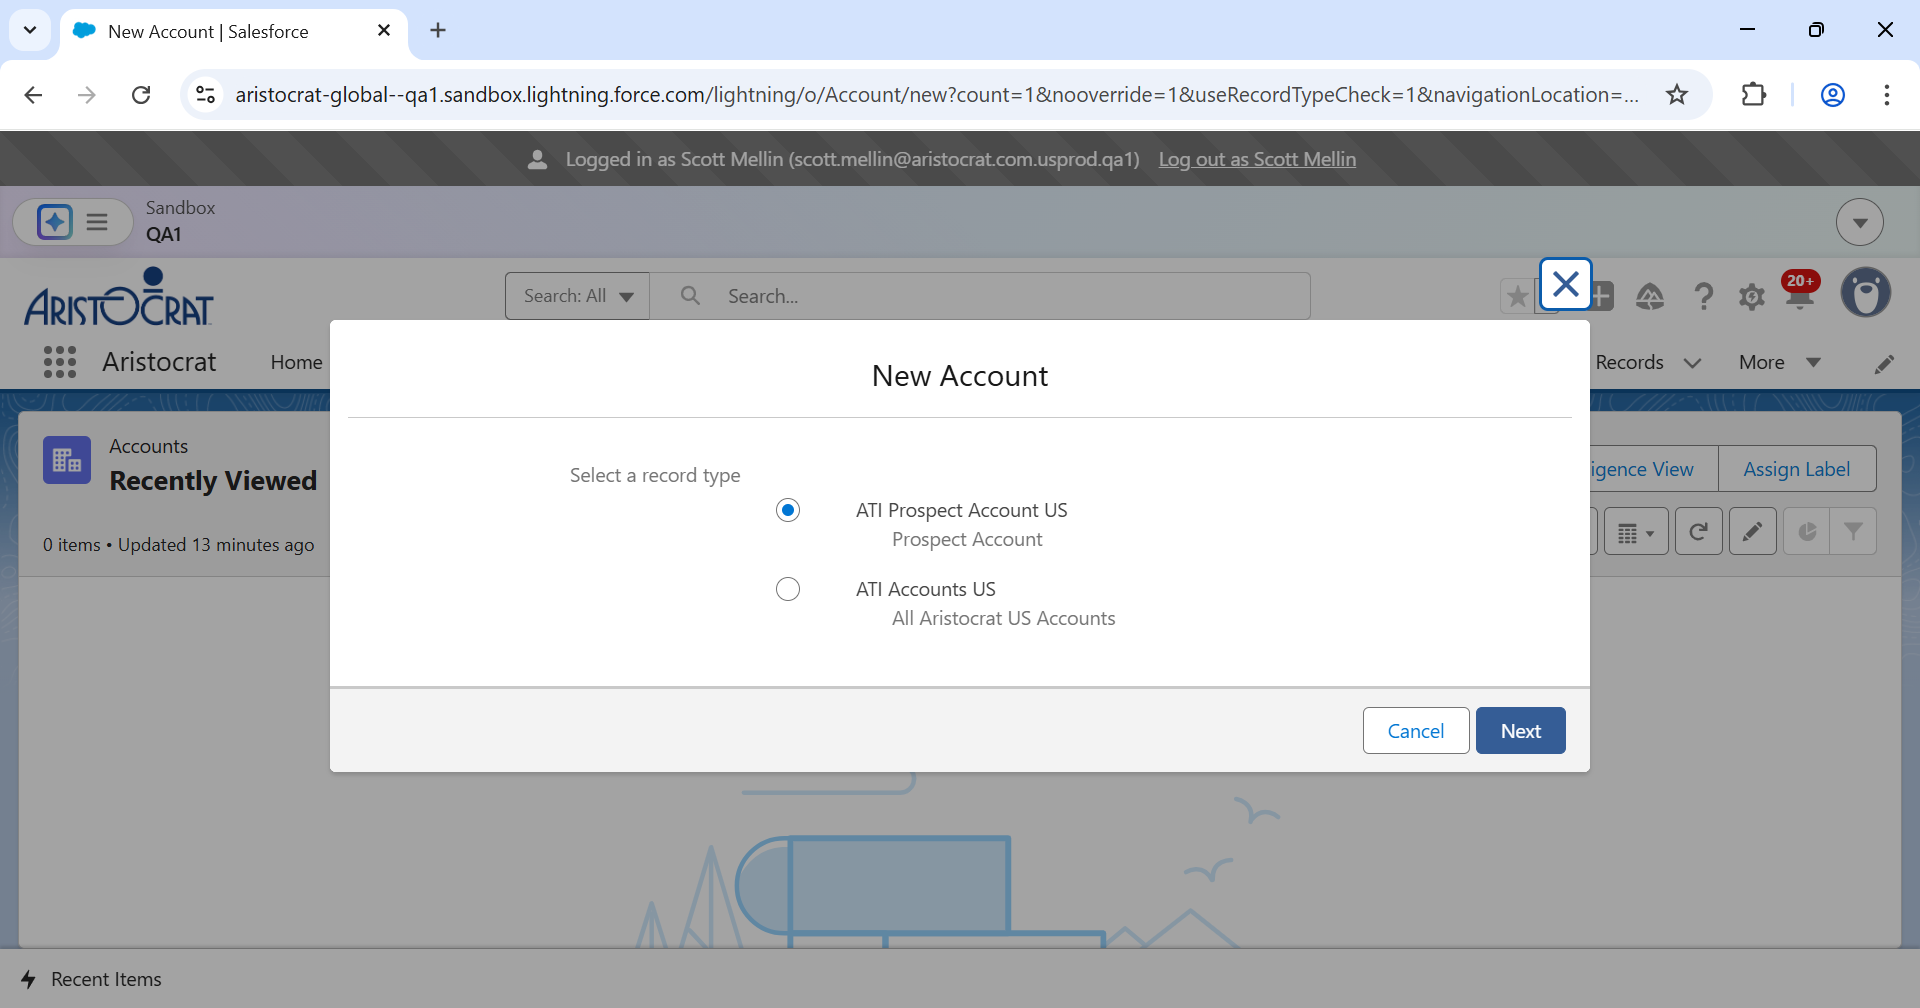 New Account | Salesforce
aristocrat-global--qa1.sandbox.lightning.force.com/lightning/o/Account/new?count=1&nooverride=1&useRecordTypeCheck=1&navigationLocation=...
Logged in as Scott Mellin (scott.mellin@aristocrat.com.usprod.qa1) Log out as Scott Mellin
Sandbox
QA1
ARISTOCRAT
Search: All
Search...
20+
Aristocrat
Home
Records
More
New Account
Accounts
Recently Viewed
igence View
Assign Label
0 items • Updated 13 minutes ago
Select a record type
ATI Prospect Account US
Prospect Account
ATI Accounts US
All Aristocrat US Accounts
Cancel
Next
Recent Items